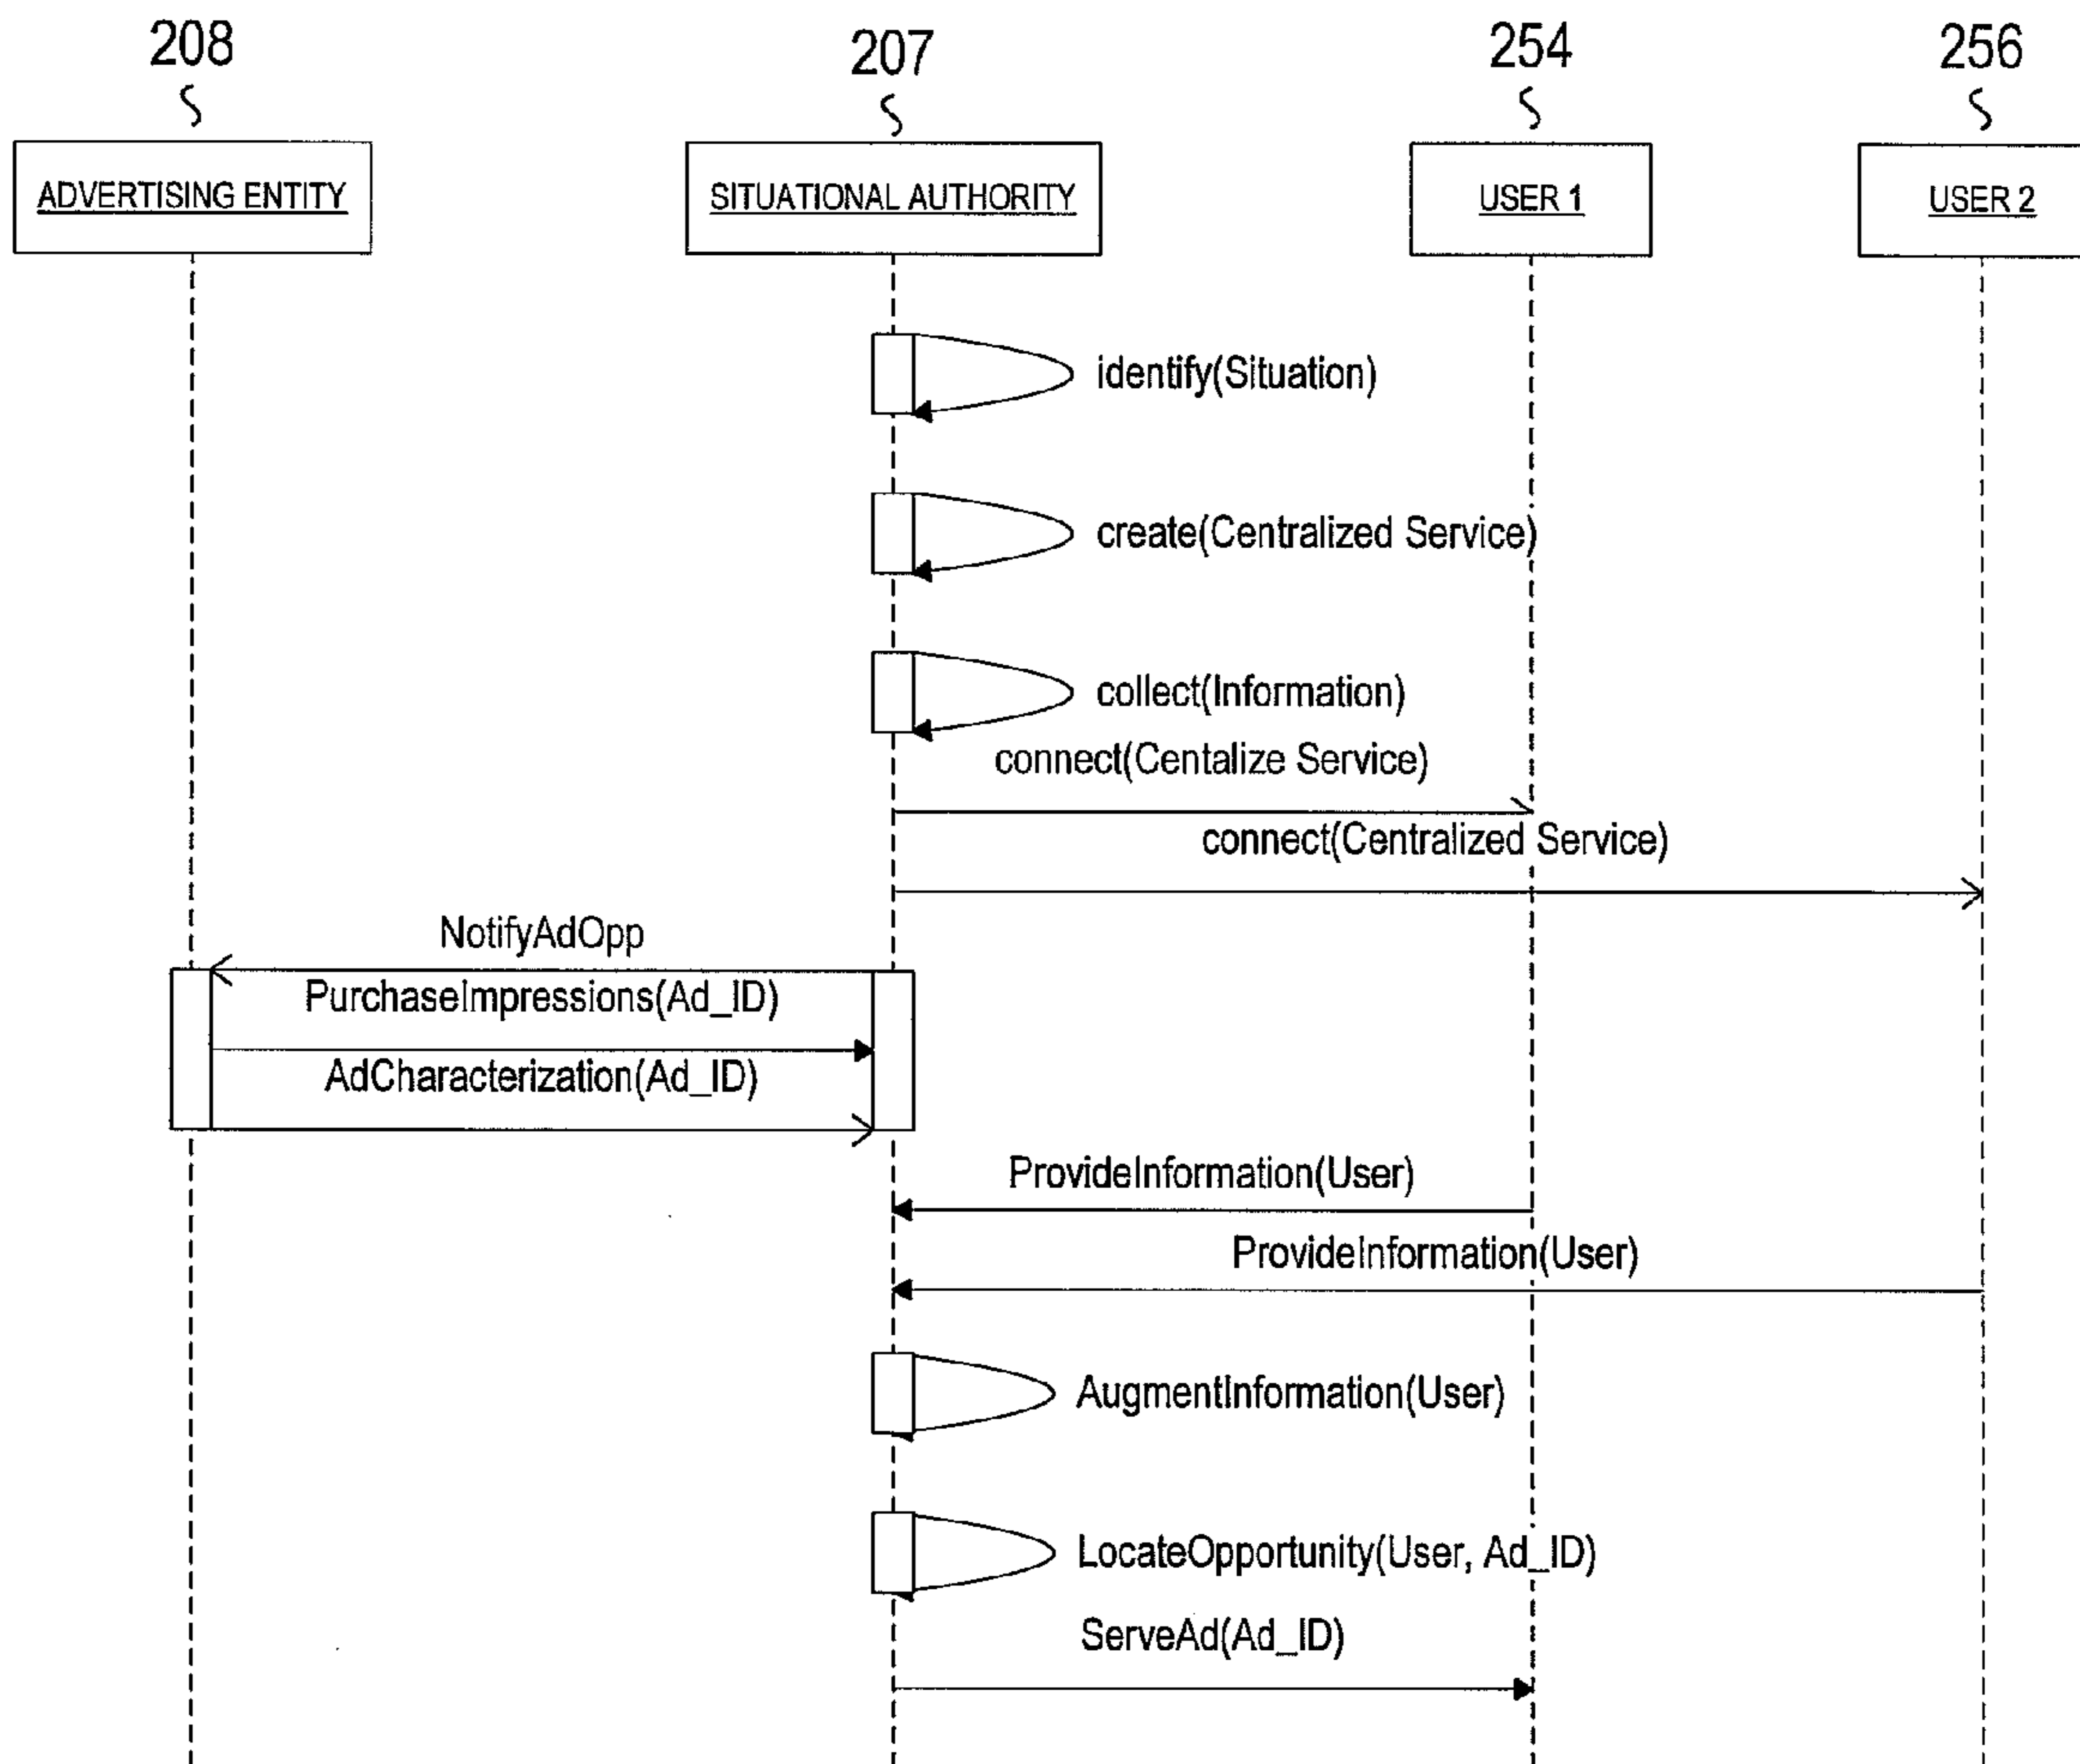 208
207
254
256
ADVERTISING ENTITY
SITUATIONAL AUTHORITY
USER 1
USER 2
identify(Situation)
create(Centralized Service)
collect(Information)
connect(Centalize Service)
connect(Centralized Service)
NotifyAdOpp
PurchaseImpressions(Ad_ID)
AdCharacterization(Ad_ID)
ProvideInformation(User)
ProvideInformation(User)
AugmentInformation(User)
LocateOpportunity(User, Ad_ID)
ServeAd(Ad_ID)